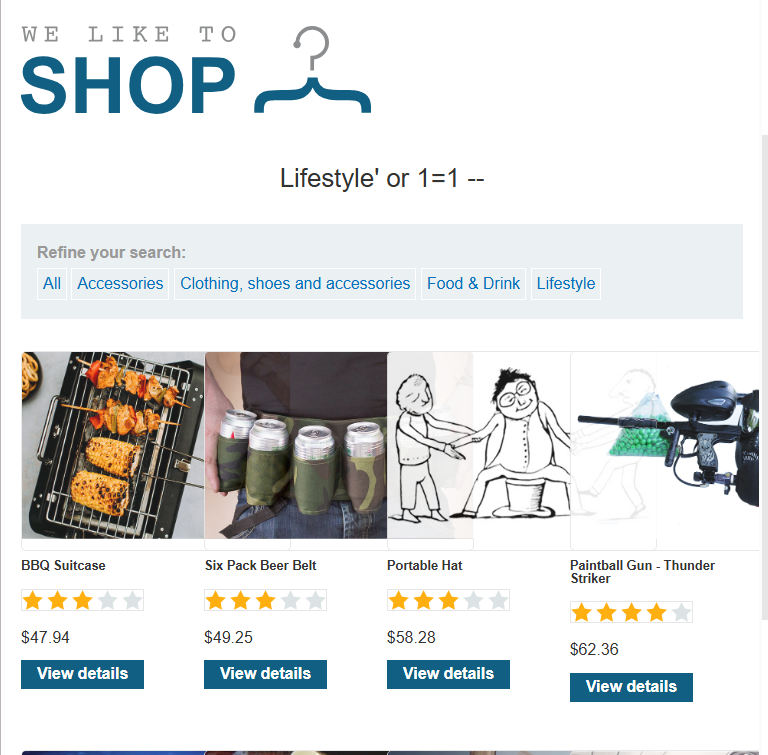 WE LIKE TO
SHOP
Lifestyle' or 1=1 --
Refine your search:
All Accessories Clothing, shoes and accessories Food & Drink Lifestyle
BBQ Suitcase Six Pack Beer Belt Portable Hat Paintball Gun - Thunder
Striker
$47.94 $49.25 $58.28 $62.36
View details View details View details View details